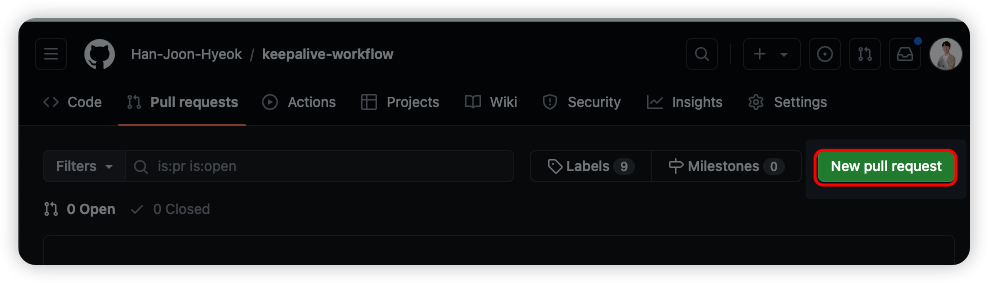 Han-Joon-Hyeok / keepalive-workflow
Code Pull requests Actions Projects Wiki Security Insights Settings
Filters is:pr is:open Labels 9 Milestones 0 New pull request
0 Open 0 Closed